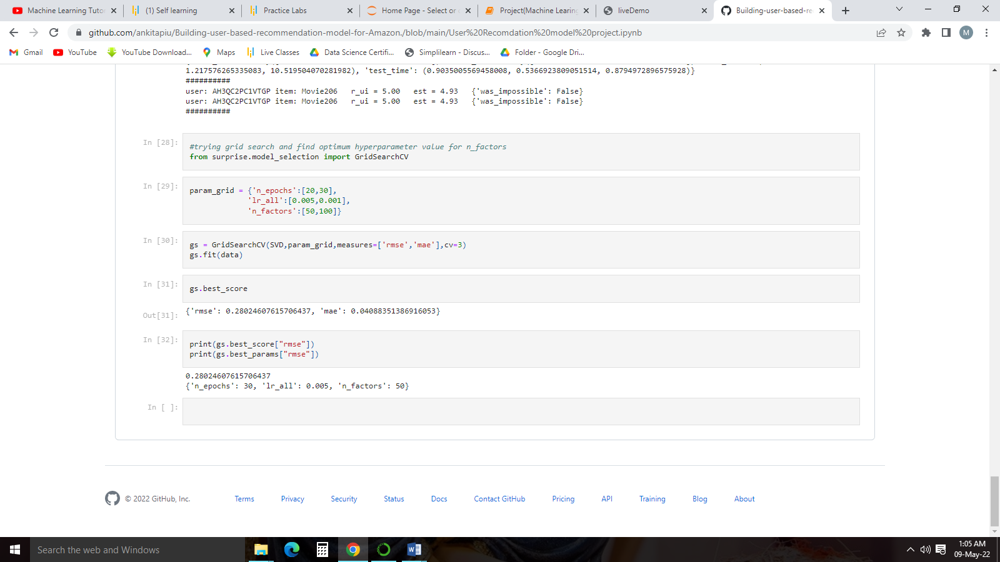 Machine Learning Tuto
(1) Self learning
Practice Labs
Home Page - Select or
Project(Machine Learing
liveDemo
Building-user-based-re
github.com/ankitapiu/Building-user-based-recommendation-model-for-Amazon./blob/main/User%20Recomdation%20model%20project.ipynb
M
Gmail
YouTube
YouTube Download...
Maps
Live Classes
Data Science Certifi...
Simplilearn - Discus...
Folder - Google Dri...
1.217576265335083, 10.519504070281982), 'test_time': (0.9035005569458008, 0.5366923809051514, 0.8794972896575928)}
##########
user: AH3QC2PC1VTGP item: Movie206 r_ui = 5.00 est = 4.93 {'was_impossible': False}
user: AH3QC2PC1VTGP item: Movie206 r_ui = 5.00 est = 4.93 {'was_impossible': False}
##########
In [28]:
#trying grid search and find optimum hyperparameter value for n_factors
from surprise.model_selection import GridSearchCV
In [29]:
param_grid = {'n_epochs':[20,30],
'lr_all':[0.005,0.001],
'n_factors':[50,100]}
In [30]:
gs = GridSearchCV(SVD,param_grid,measures=['rmse','mae'],cv=3)
gs.fit(data)
In [31]:
gs.best_score
Out[31]:
{'rmse': 0.28024607615706437, 'mae': 0.04088351386916053}
In [32]:
print(gs.best_score["rmse"])
print(gs.best_params["rmse"])
0.28024607615706437
{'n_epochs': 30, 'lr_all': 0.005, 'n_factors': 50}
In [ ]:
© 2022 GitHub, Inc.
Terms
Privacy
Security
Status
Docs
Contact GitHub
Pricing
API
Training
Blog
About
Search the web and Windows
1:05 AM
09-May-22